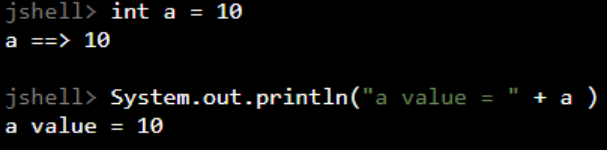 jshell> int a = 10
a ==> 10
jshell> System.out.println("a value = " + a )
a value = 10